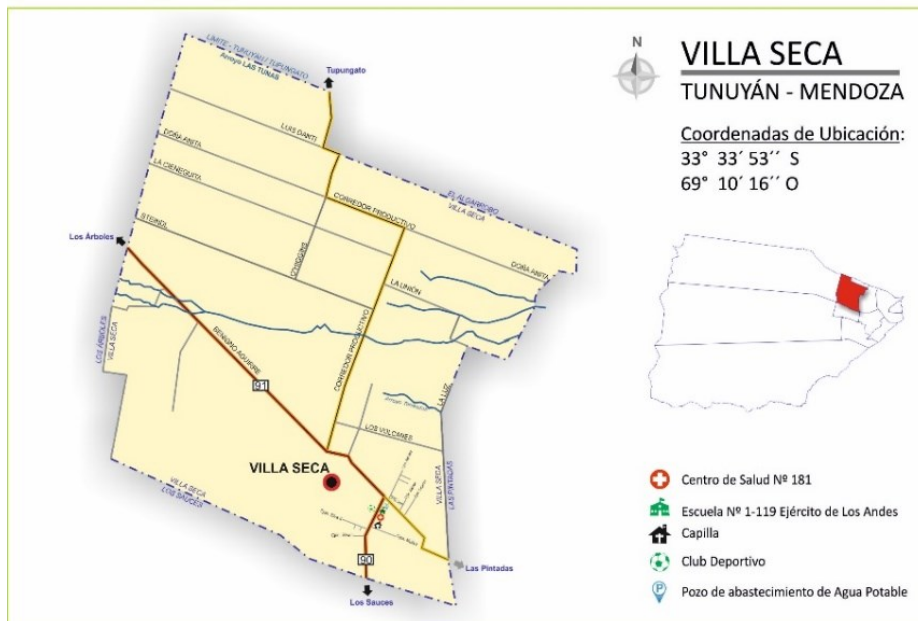 VILLA SECA
TUNUYÁN - MENDOZA
Coordenadas de Ubicación:
33° 33´ 53´´ S
69° 10´ 16´´ O
N
LIMITE - TUNUYÁN / TUPUNGATO
Arroyo LAS TUNAS
Tupungato
LUIS DANTI
DOÑA ANITA
LA CIENEGUITA
STEINDL
CORREDOR PRODUCTIVO
EL ALGARROBO
VILLA SECA
DOÑA ANITA
Los Árboles
LA UNIÓN
LOS ÁRBOLES
VILLA SECA
CORREDOR PRODUCTIVO
91
LA LUZ
LOS VOLCANES
VILLA SECA
LAS PINTADAS
VILLA SECA
VILLA SECA
LOS SAUCES
90
Las Pintadas
Los Sauces
Centro de Salud Nº 181
Escuela Nº 1-119 Ejército de Los Andes
Capilla
Club Deportivo
Pozo de abastecimiento de Agua Potable